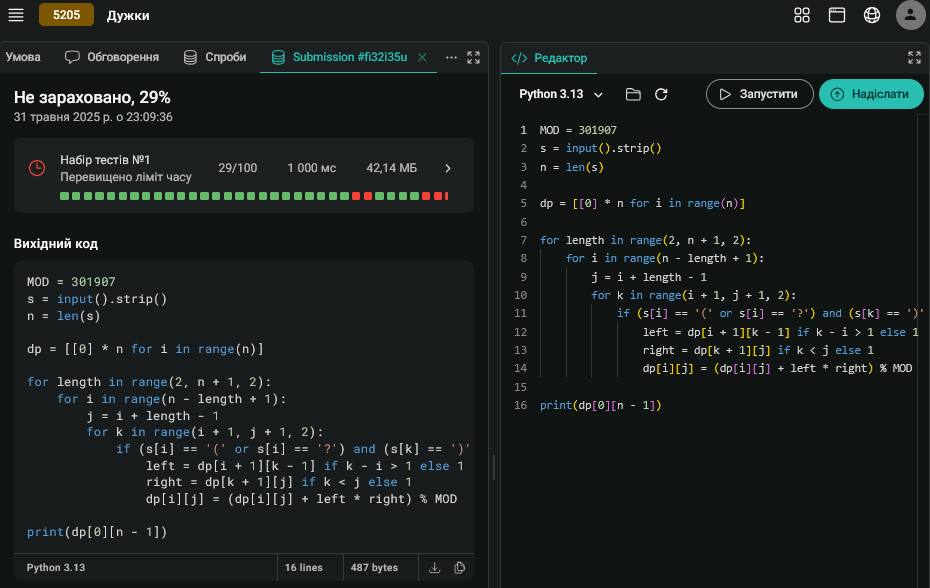 5205
Дужки
Умова
Обговорення
Спроби
Submission #fi32i35u
Не зараховано, 29%
31 травня 2025 р. о 23:09:36
Набір тестів №1
Перевищено ліміт часу
29/100
1 000 мс
42,14 МБ
Вихідний код
MOD = 301907
s = input().strip()
n = len(s)
dp = [[0] * n for i in range(n)]
for length in range(2, n + 1, 2):
    for i in range(n - length + 1):
        j = i + length - 1
        for k in range(i + 1, j + 1, 2):
            if (s[i] == '(' or s[i] == '?') and (s[k] == ')'
                left = dp[i + 1][k - 1] if k - i > 1 else 1
                right = dp[k + 1][j] if k < j else 1
                dp[i][j] = (dp[i][j] + left * right) % MOD
print(dp[0][n - 1])
Python 3.13
16 lines
487 bytes
</> Редактор
Python 3.13
Запустити
Надіслати
1 MOD = 301907
2 s = input().strip()
3 n = len(s)
4
5 dp = [[0] * n for i in range(n)]
6
7 for length in range(2, n + 1, 2):
8     for i in range(n - length + 1):
9         j = i + length - 1
10         for k in range(i + 1, j + 1, 2):
11             if (s[i] == '(' or s[i] == '?') and (s[k] == ')'
12                 left = dp[i + 1][k - 1] if k - i > 1 else 1
13                 right = dp[k + 1][j] if k < j else 1
14                 dp[i][j] = (dp[i][j] + left * right) % MOD
15
16 print(dp[0][n - 1])